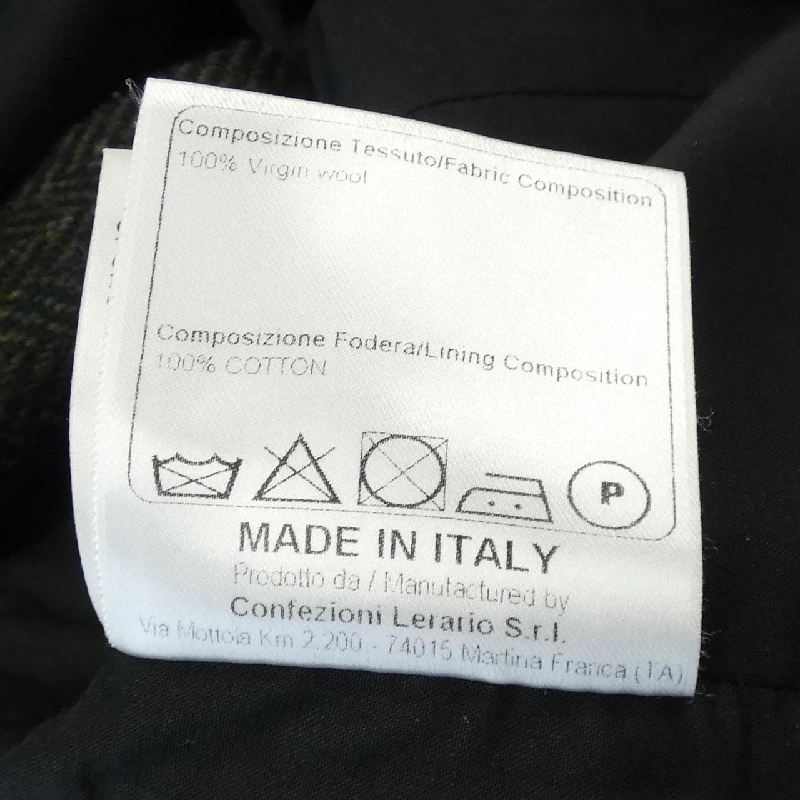 Composizione Tessuto/Fabric Composition
100% Virgin wool
Composizione Fodera/Lining Composition
100% COTTON
P
MADE IN ITALY
Prodotto da / Manufactured by
Confezioni Lerario S.r.l.
Via Mottola Km 2.200 - 74015 Martina Franca (TA)